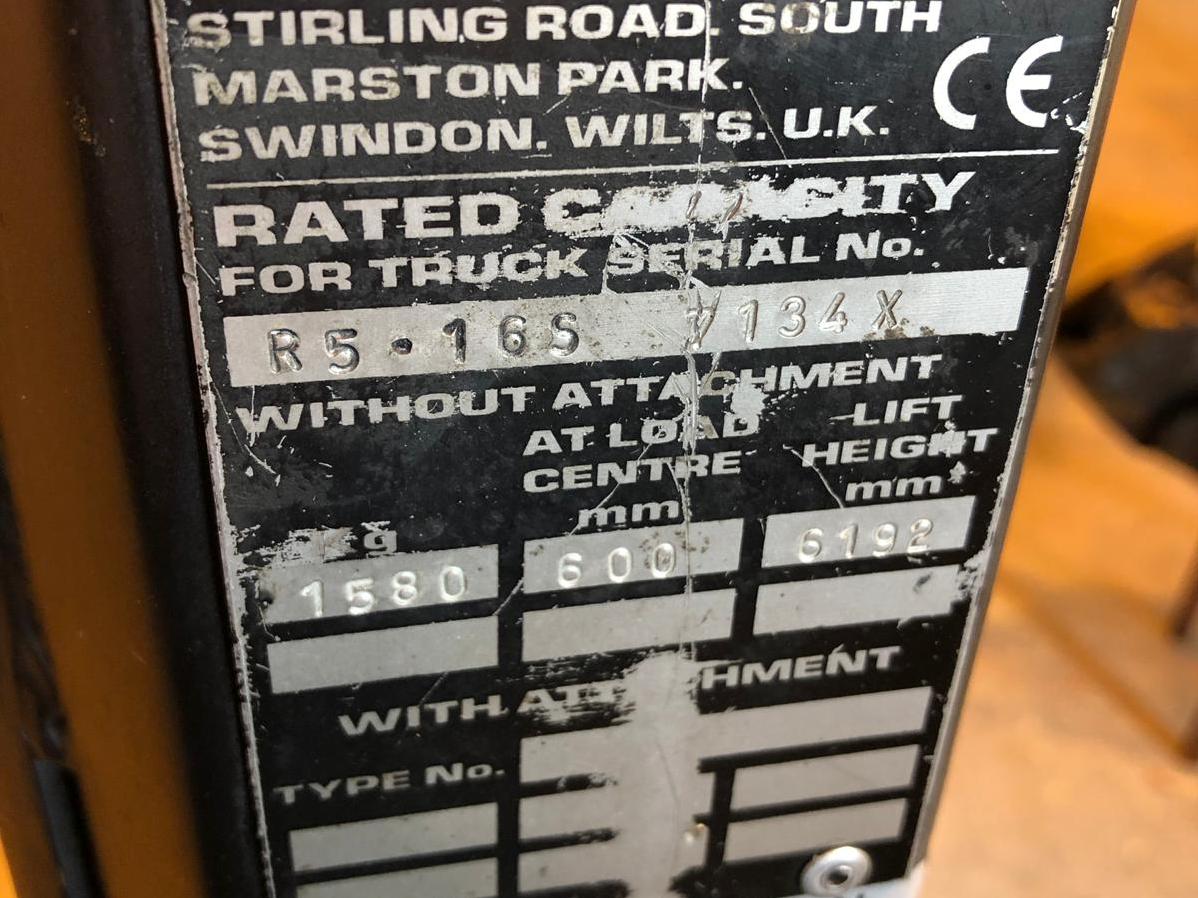 STIRLING ROAD. SOUTH
MARSTON PARK.
SWINDON. WILTS. U.K.
CE
RATED CAPACITY
FOR TRUCK SERIAL No.
R5·16S 7134X
WITHOUT ATTACHMENT
kg
AT LOAD CENTRE mm
LIFT HEIGHT mm
1580 600 6192
WITH ATTACHMENT
TYPE No.